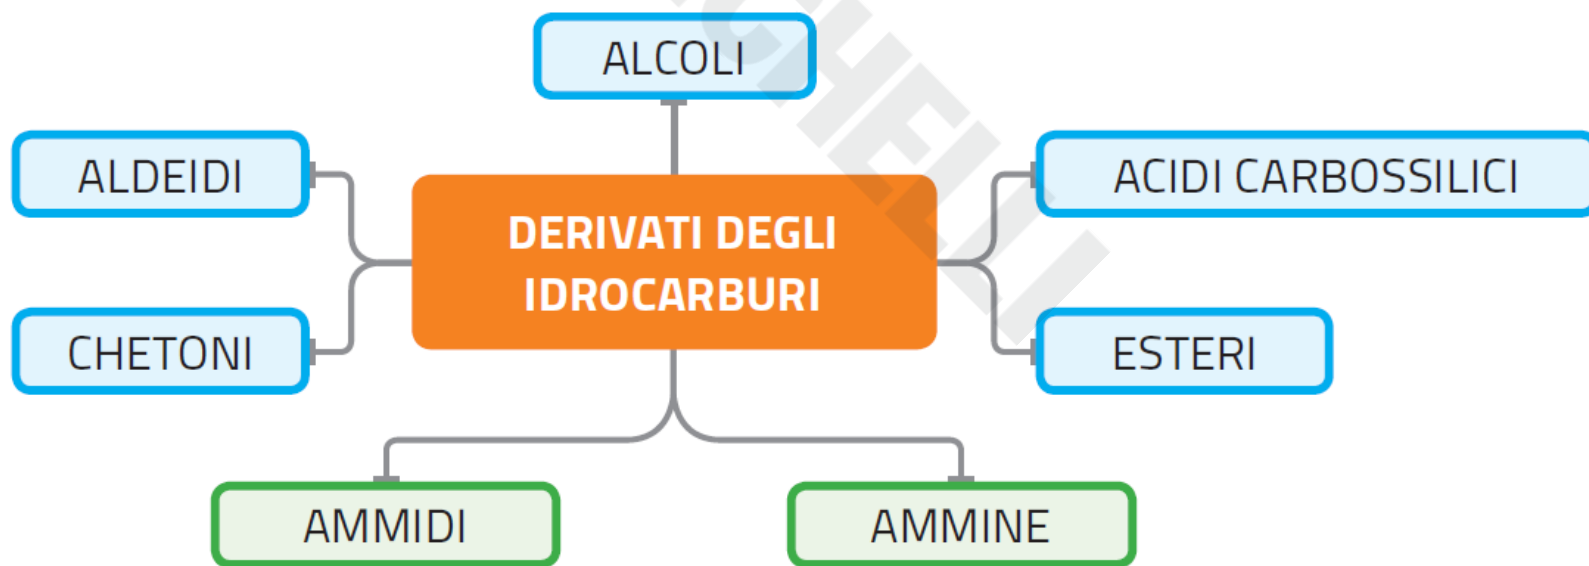 ALCOLI
ALDEIDI
ACIDI CARBOSSILICI
DERIVATI DEGLI
IDROCARBURI
CHETONI
ESTERI
AMMIDI
AMMINE